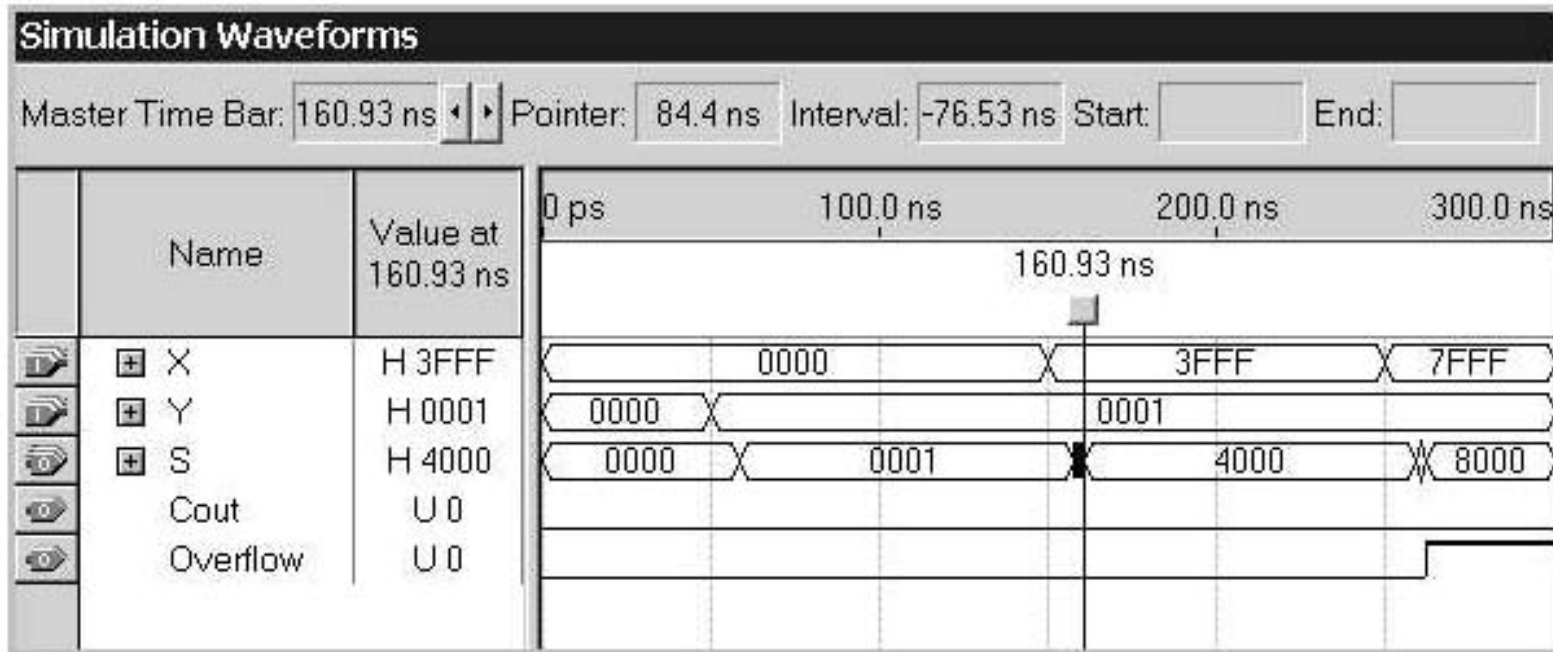 Simulation Waveforms
Master Time Bar: 160.93 ns Pointer: 84.4 ns Interval: -76.53 ns Start: End:
Name Value at 160.93 ns 0 ps 100.0 ns 200.0 ns 300.0 ns
160.93 ns
X H 3FFF 0000 3FFF 7FFF
Y H 0001 0000 0001
S H 4000 0000 0001 4000 8000
Cout U 0
Overflow U 0